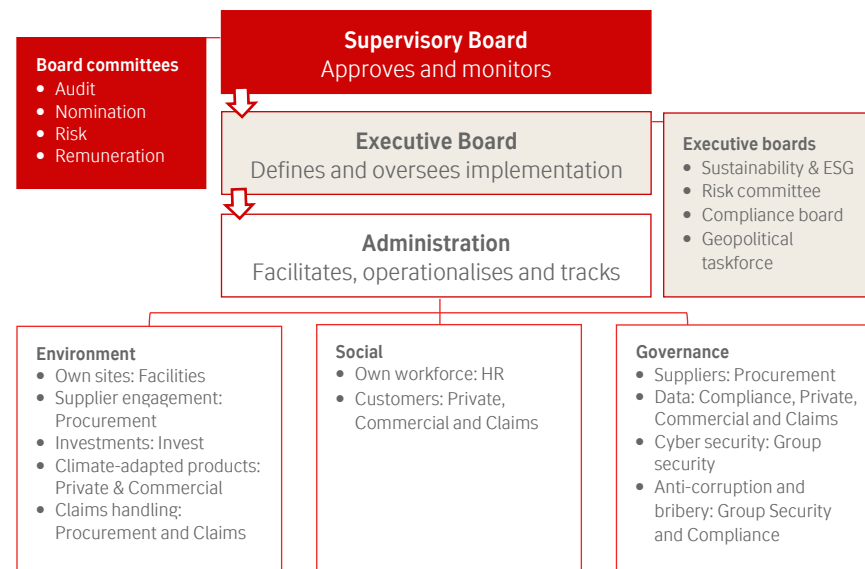 Supervisory Board
Approves and monitors
Board committees
• Audit
• Nomination
• Risk
• Remuneration
Executive Board
Defines and oversees implementation
Executive boards
• Sustainability & ESG
• Risk committee
• Compliance board
• Geopolitical
taskforce
Administration
Facilitates, operationalises and tracks
Environment
• Own sites: Facilities
• Supplier engagement:
Procurement
• Investments: Invest
• Climate-adapted products:
Private & Commercial
• Claims handling:
Procurement and Claims
Social
• Own workforce: HR
• Customers: Private,
Commercial and Claims
Governance
• Suppliers: Procurement
• Data: Compliance, Private,
Commercial and Claims
• Cyber security: Group
security
• Anti-corruption and
bribery: Group Security
and Compliance